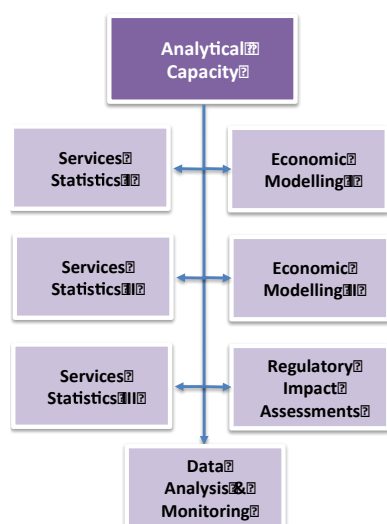 Analytical
Capacity
Services
Statistics I
Economic
Modelling I
Services
Statistics II
Economic
Modelling II
Services
Statistics III
Regulatory
Impact
Assessments
Data
Analysis &
Monitoring